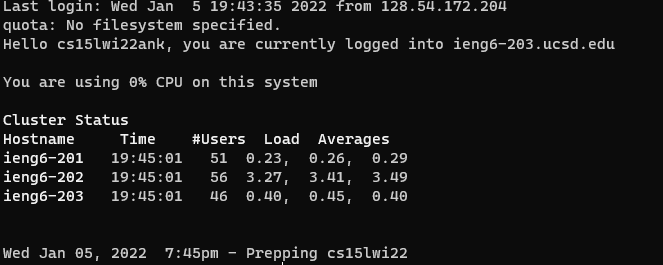 Last login: Wed Jan  5 19:43:35 2022 from 128.54.172.204
quota: No filesystem specified.
Hello cs15lwi22ank, you are currently logged into ieng6-203.ucsd.edu
You are using 0% CPU on this system
Cluster Status
Hostname     Time    #Users  Load  Averages
ieng6-201   19:45:01   51  0.23,  0.26,  0.29
ieng6-202   19:45:01   56  3.27,  3.41,  3.49
ieng6-203   19:45:01   46  0.40,  0.45,  0.40
Wed Jan 05, 2022  7:45pm - Prepping cs15lwi22